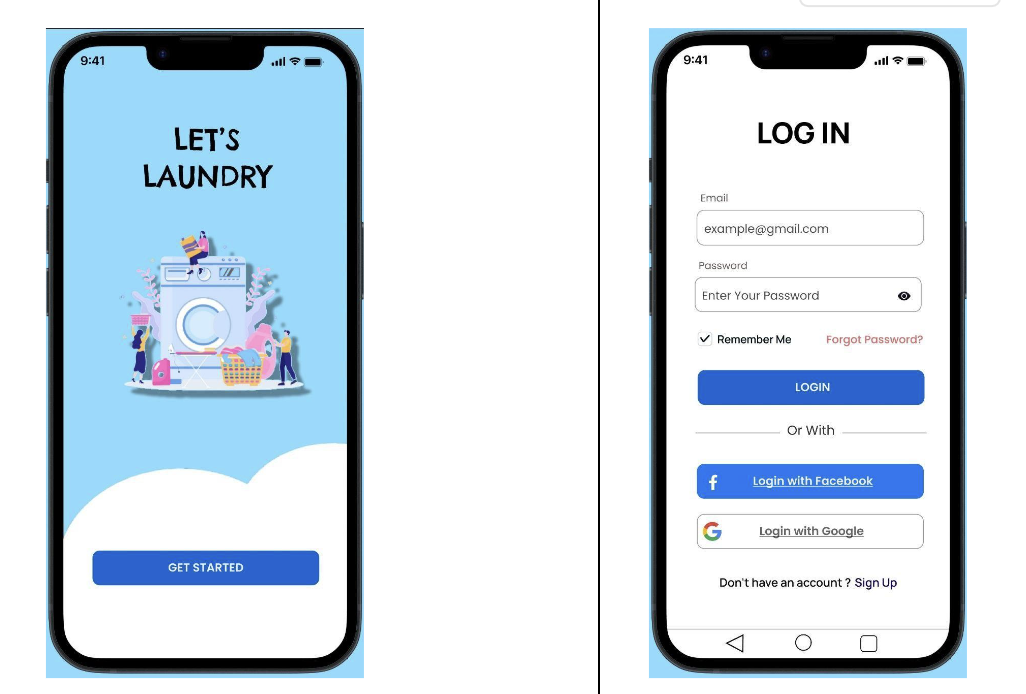 9:41
LET'S
LAUNDRY
GET STARTED
9:41
LOG IN
Email
example@gmail.com
Password
Enter Your Password
Remember Me Forgot Password?
LOGIN
Or With
Login with Facebook
Login with Google
Don't have an account ? Sign Up